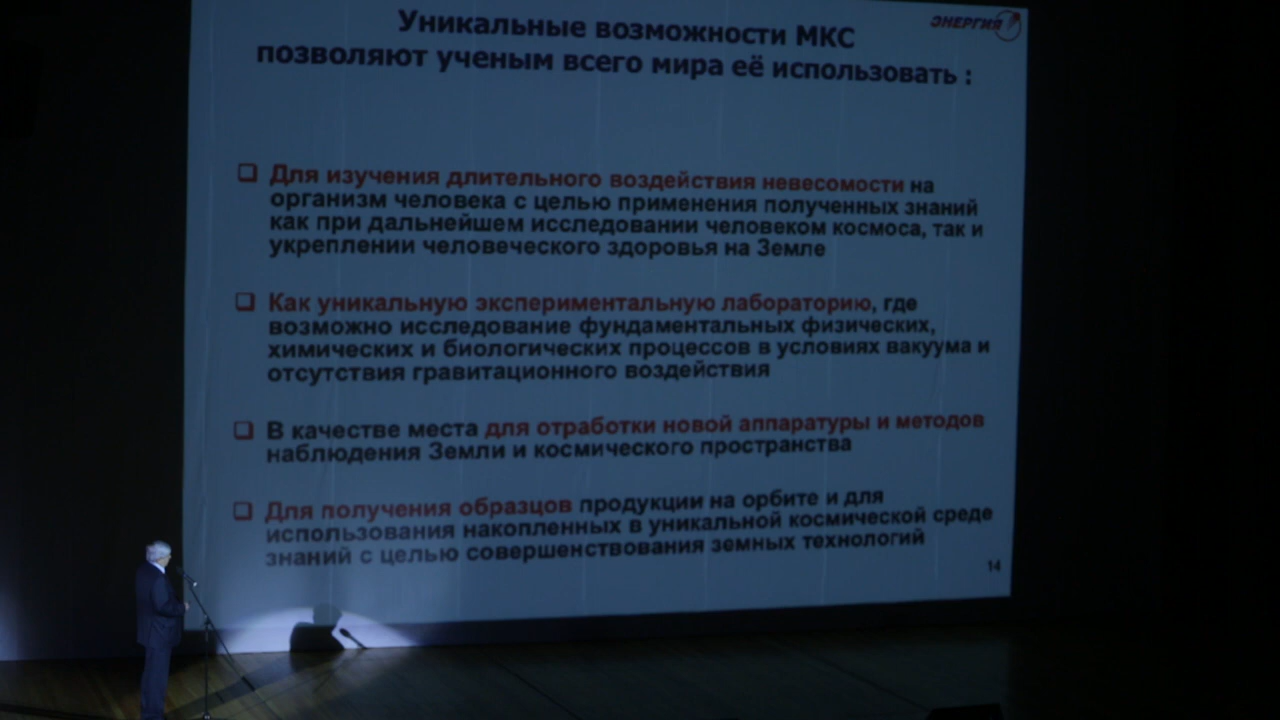 Уникальные возможности МКС
ЭНЕРГИЯ
позволяют ученым всего мира её использовать :
Для изучения длительного воздействия невесомости на
организм человека с целью применения полученных знаний
как при дальнейшем исследовании человеком космоса, так и
укреплении человеческого здоровья на Земле
Как уникальную экспериментальную лабораторию, где
возможно исследование фундаментальных физических,
химических и биологических процессов в условиях вакуума и
отсутствия гравитационного воздействия
В качестве места для отработки новой аппаратуры и методов
наблюдения Земли и космического пространства
Для получения образцов продукции на орбите и для
использования накопленных в уникальной космической среде
знаний с целью совершенствования земных технологий
14